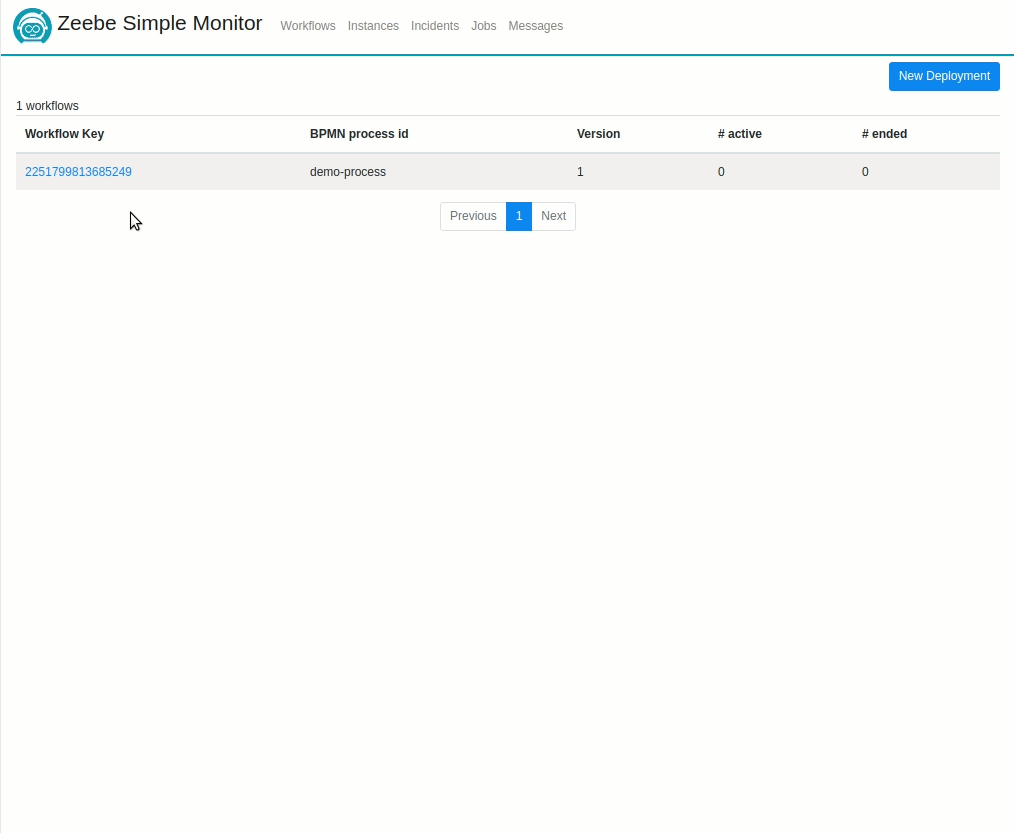 Zeebe Simple Monitor Workflows Instances Incidents Jobs Messages
New Deployment
1 workflows
Workflow Key BPMN process id Version # active # ended
2251799813685249 demo-process 1 0 0
Previous 1 Next